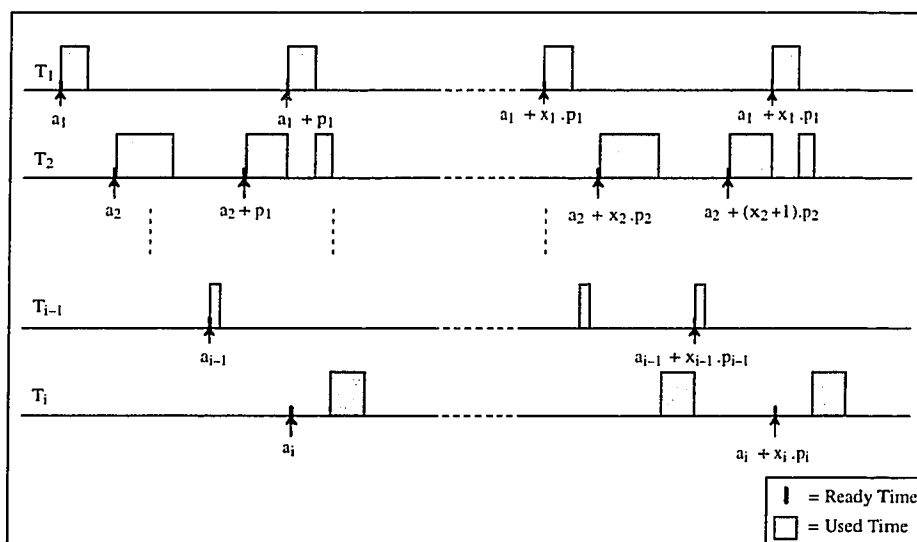 T1
a1 a1 + p1 a1 + x1 .p1 a1 + x1 .p1
T2
a2 a2 + p1 a2 + x2 .p2 a2 + (x2+1).p2
Ti−1
ai−1 ai−1 + xi−1 .pi−1
Ti
ai ai + xi .pi
= Ready Time
= Used Time